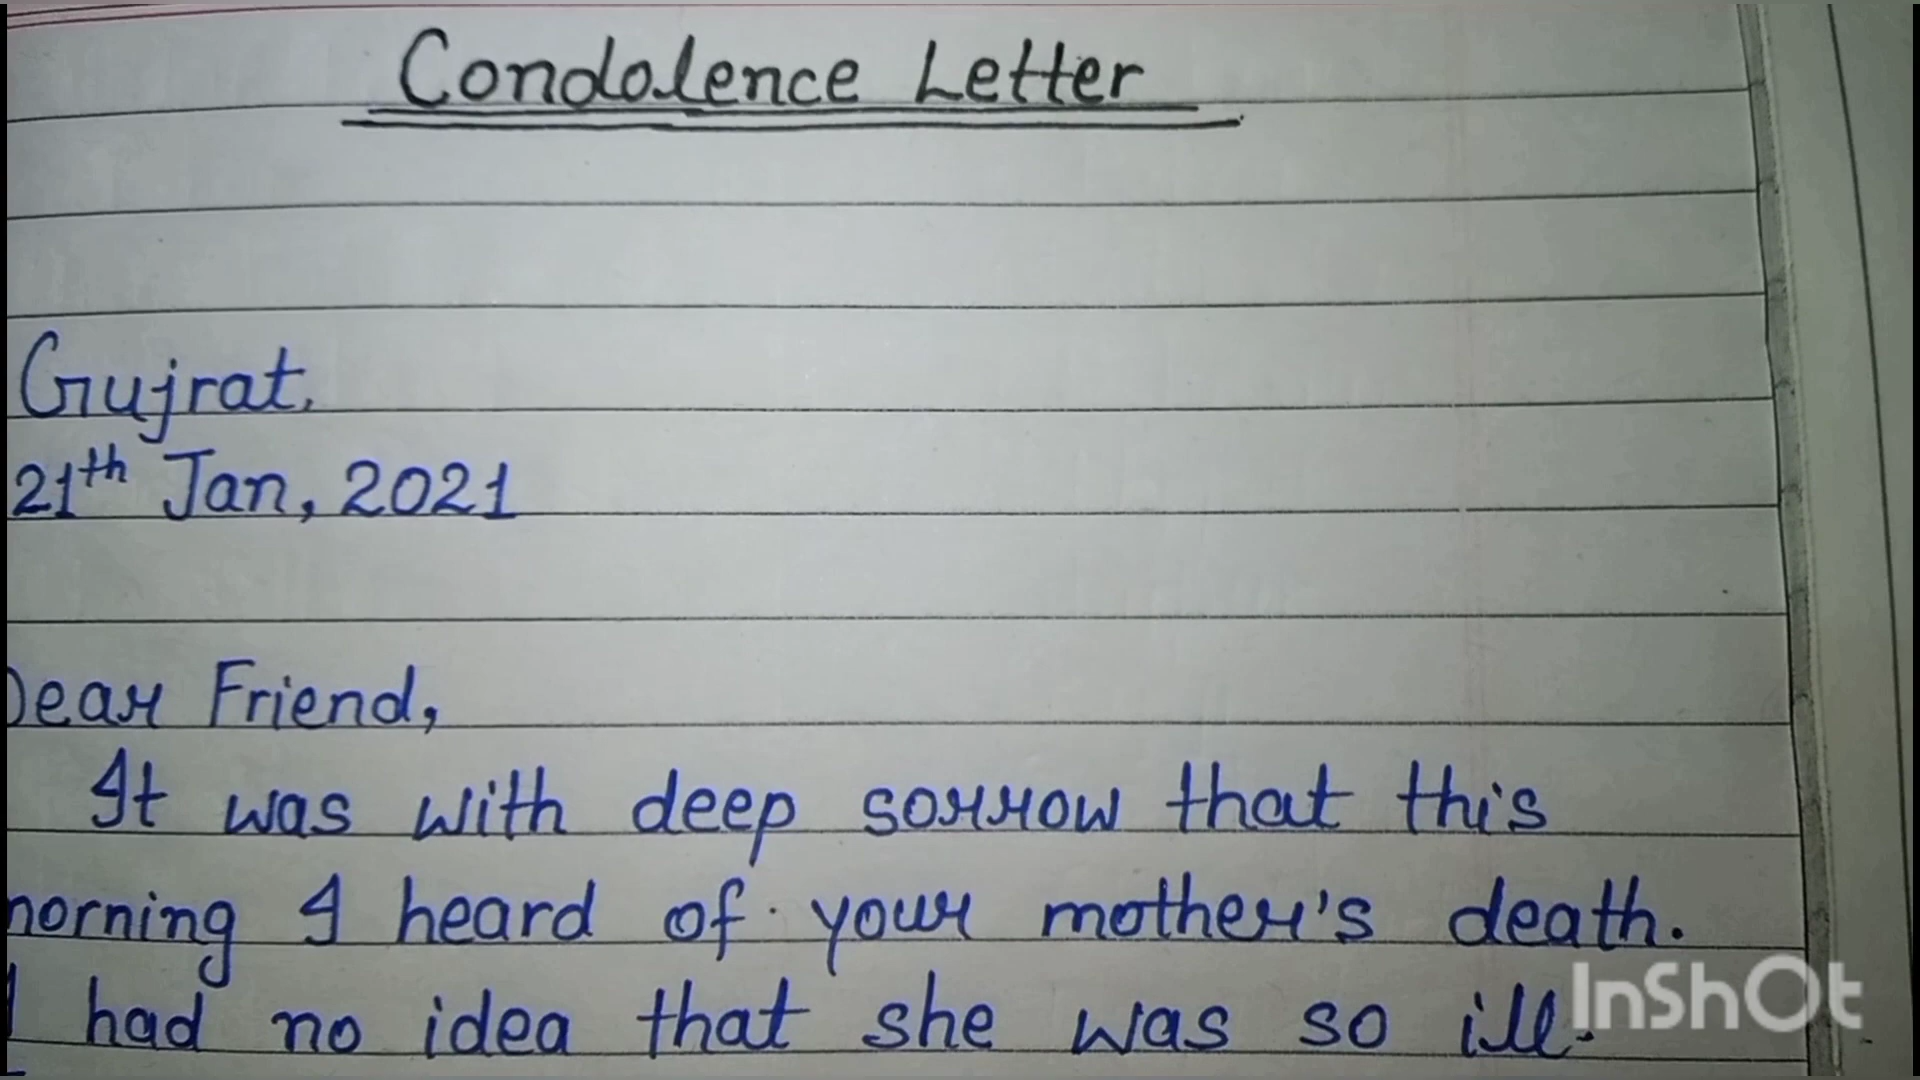 Condolence Letter
Gujrat,
21th Jan, 2021
Dear Friend,
It was with deep sorrow that this
morning I heard of your mother's death.
I had no idea that she was so ill.
InShOt